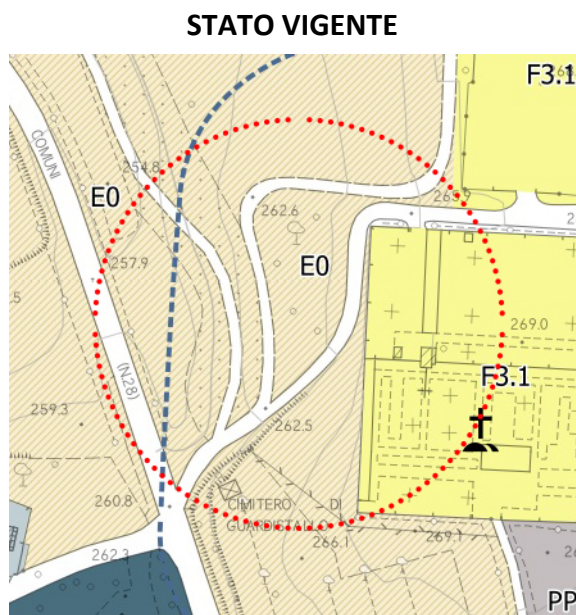 STATO VIGENTE
F3.1
COMUNI
254.8
E0
263.9
262.6
E0
257.9
269.0
(N.28)
F3.1
259.3
262.5
260.8
CIMITERO DI
GUARDISTALLO
266.1
269.1
262.3
PP